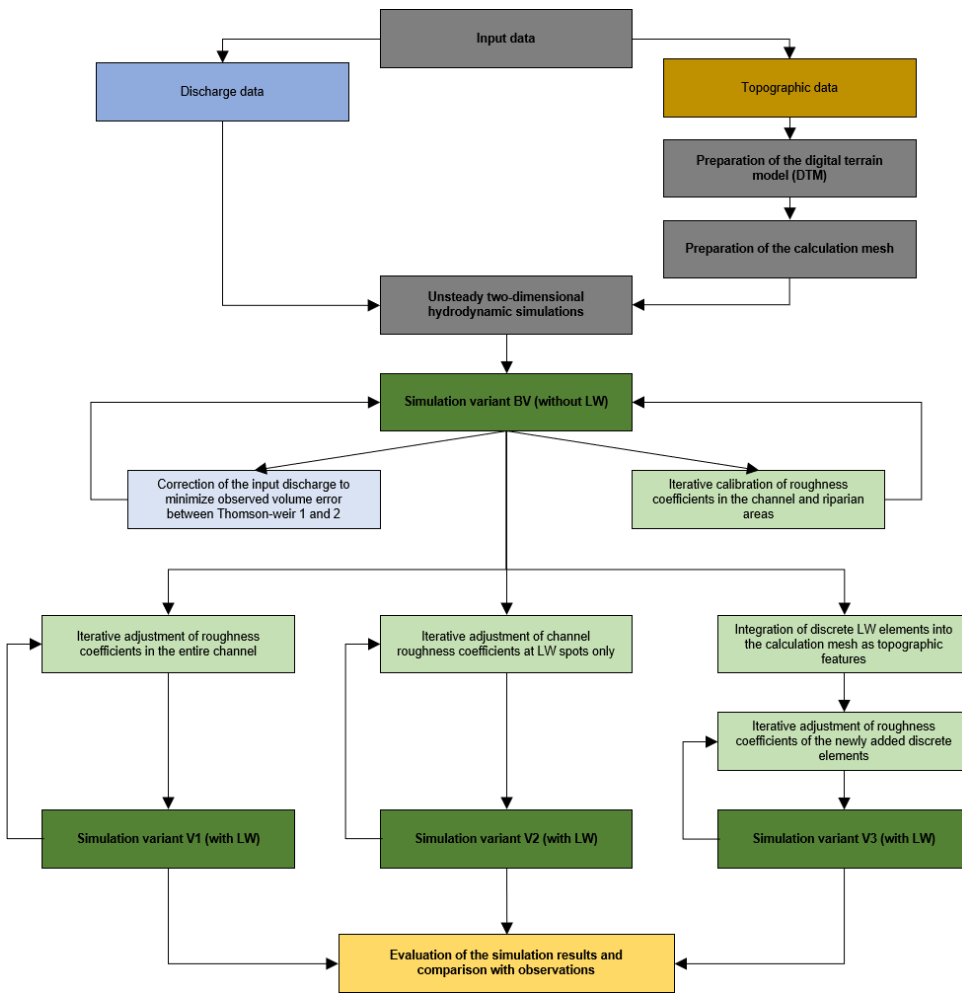 Input data
Discharge data
Topographic data
Preparation of the digital terrain
model (DTM)
Preparation of the calculation mesh
Unsteady two-dimensional
hydrodynamic simulations
Simulation variant BV (without LW)
Correction of the input discharge to
minimize observed volume error
between Thomson-weir 1 and 2
Iterative calibration of roughness
coefficients in the channel and riparian
areas
Iterative adjustment of roughness
coefficients in the entire channel
Iterative adjustment of channel
roughness coefficients at LW spots only
Integration of discrete LW elements into
the calculation mesh as topographic
features
Iterative adjustment of roughness
coefficients of the newly added discrete
elements
Simulation variant V1 (with LW)
Simulation variant V2 (with LW)
Simulation variant V3 (with LW)
Evaluation of the simulation results and
comparison with observations